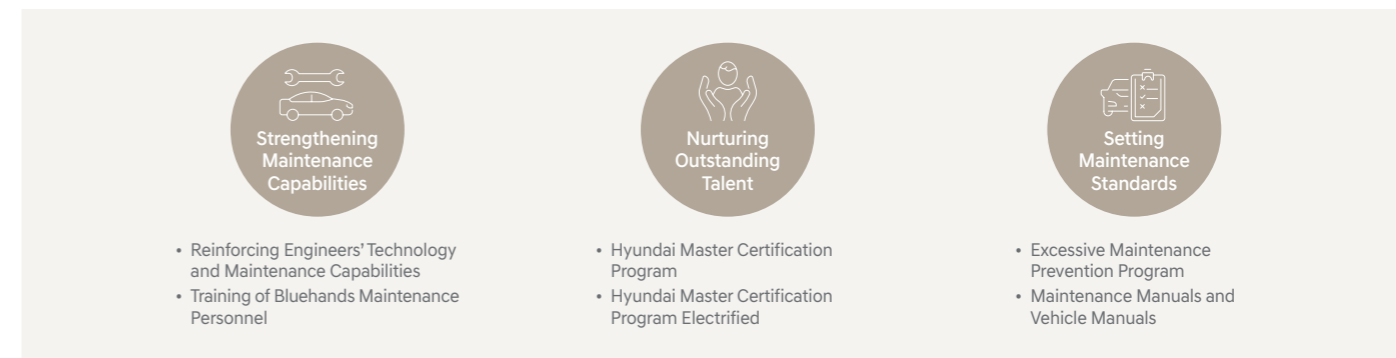 Strengthening
Maintenance
Capabilities
• Reinforcing Engineers' Technology
and Maintenance Capabilities
• Training of Bluehands Maintenance
Personnel
Nurturing
Outstanding
Talent
• Hyundai Master Certification
Program
• Hyundai Master Certification
Program Electrified
Setting
Maintenance
Standards
• Excessive Maintenance
Prevention Program
• Maintenance Manuals and
Vehicle Manuals